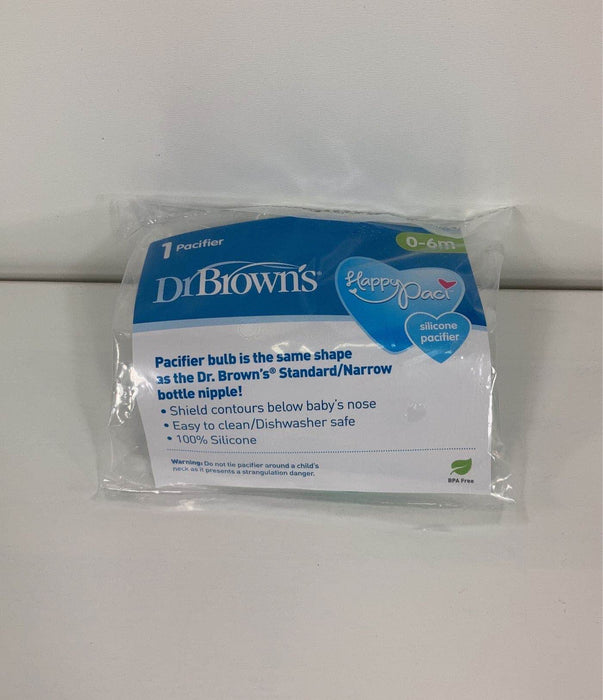 1 Pacifier
0-6m
Dr Brown's®
HappyPaci
silicone
pacifier
Pacifier bulb is the same shape
as the Dr. Brown's® Standard/Narrow
bottle nipple!
• Shield contours below baby's nose
• Easy to clean/Dishwasher safe
• 100% Silicone
Warning: Do not tie pacifier around a child's
neck as it presents a strangulation danger.
BPA Free